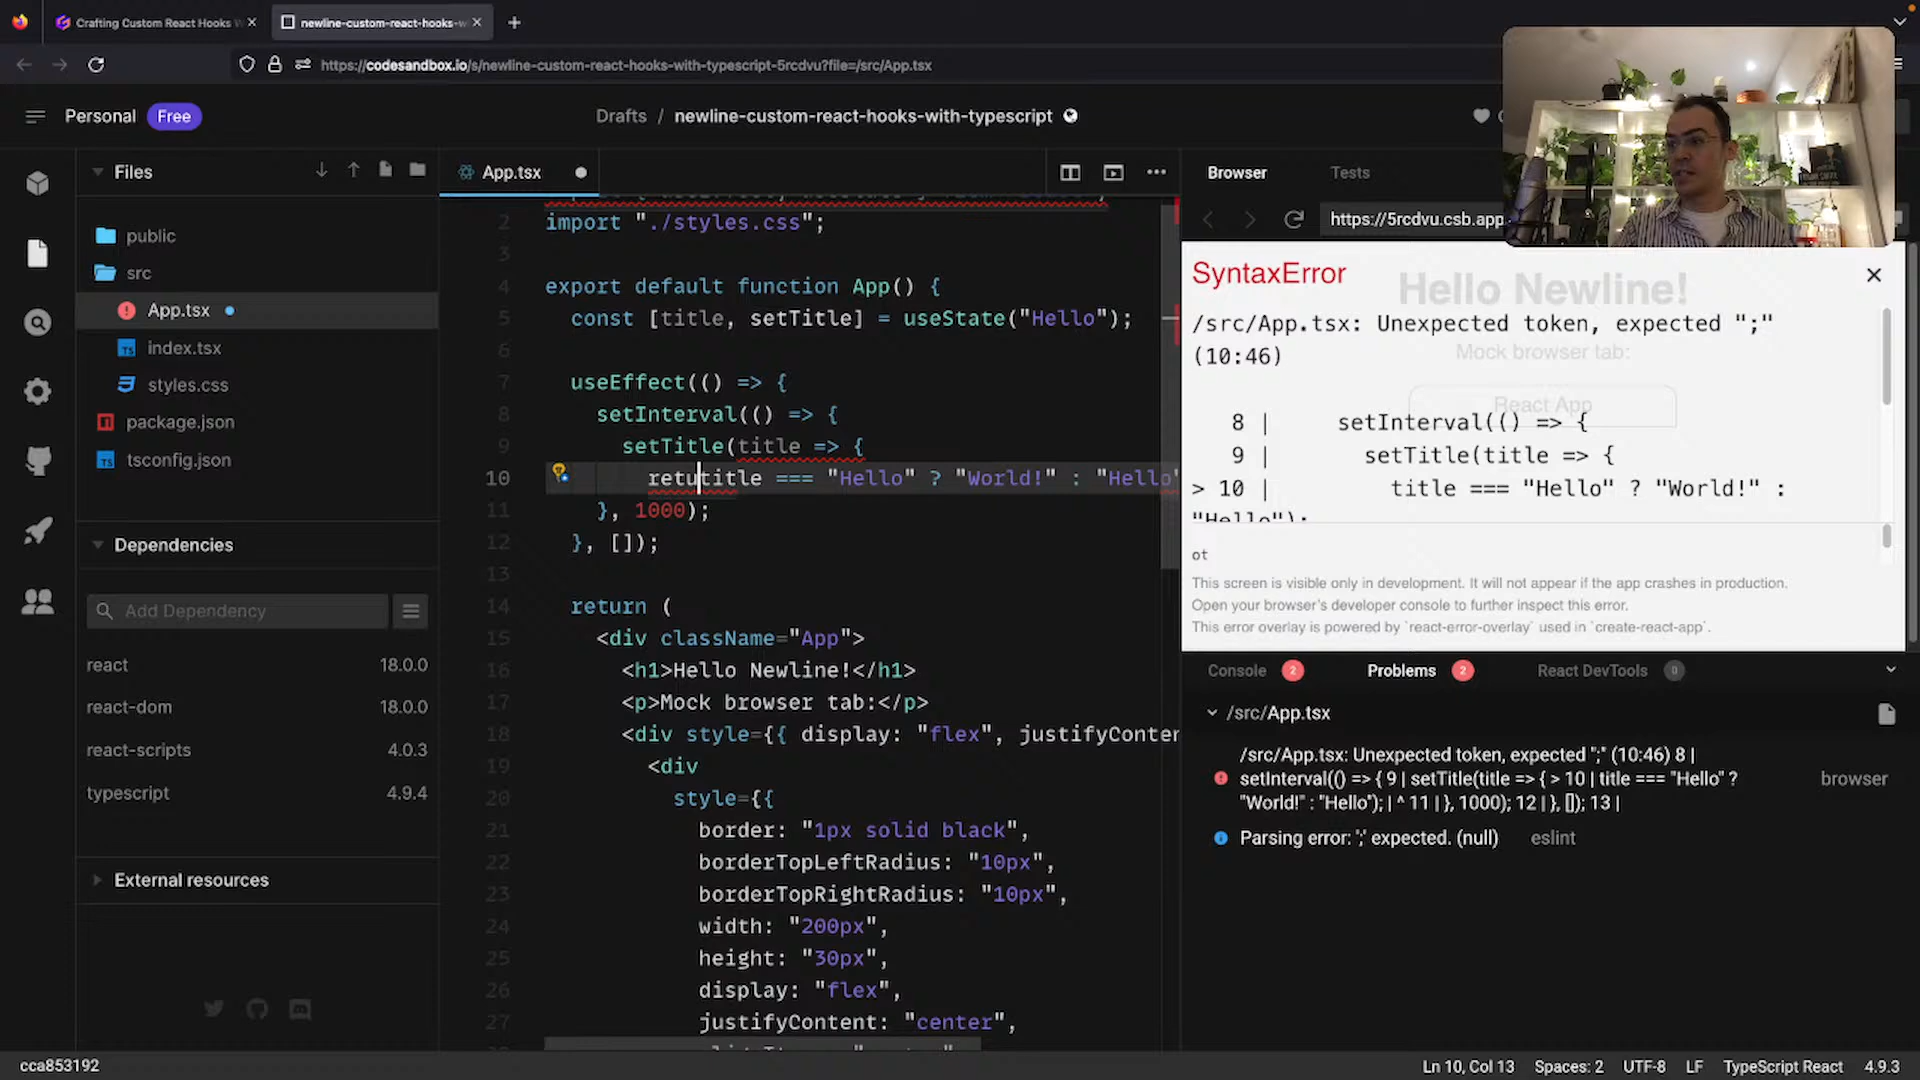 Crafting Custom React Hooks W
newline-custom-react-hooks-w
https://codesandbox.io/s/newline-custom-react-hooks-with-typescript-5rcdvu?file=/src/App.tsx
Personal Free
Drafts / newline-custom-react-hooks-with-typescript
Files
public
src
App.tsx
index.tsx
styles.css
package.json
tsconfig.json
Dependencies
Add Dependency
react 18.0.0
react-dom 18.0.0
react-scripts 4.0.3
typescript 4.9.4
External resources
App.tsx
2 import "./styles.css";
3
4 export default function App() {
5 const [title, setTitle] = useState("Hello");
6
7 useEffect(() => {
8 setInterval(() => {
9 setTitle(title => {
10 retutitle === "Hello" ? "World!" : "Hello"
11 }, 1000);
12 }, []);
13
14 return (
15 <div className="App">
16 <h1>Hello Newline!</h1>
17 <p>Mock browser tab:</p>
18 <div style={{ display: "flex", justifyConter
19 <div
20 style={{
21 border: "1px solid black",
22 borderTopLeftRadius: "10px",
23 borderTopRightRadius: "10px",
24 width: "200px",
25 height: "30px",
26 display: "flex",
27 justifyContent: "center",
Browser Tests
https://5rcdvu.csb.app
Hello Newline!
Mock browser tab:
React App
SyntaxError
/src/App.tsx: Unexpected token, expected ";"
(10:46)
8 | setInterval(() => {
9 | setTitle(title => {
> 10 | title === "Hello" ? "World!" :
"Hello");
ot
This screen is visible only in development. It will not appear if the app crashes in production.
Open your browser's developer console to further inspect this error.
This error overlay is powered by `react-error-overlay` used in `create-react-app`.
Console 2 Problems 2 React DevTools 0
/src/App.tsx
/src/App.tsx: Unexpected token, expected ";" (10:46) 8 |
setInterval(() => { 9 | setTitle(title => { > 10 | title === "Hello" ?
"World!" : "Hello"); | ^ 11 | }, 1000); 12 | }, []); 13 |
browser
Parsing error: ';' expected. (null) eslint
cca853192
Ln 10, Col 13 Spaces: 2 UTF-8 LF TypeScript React 4.9.3